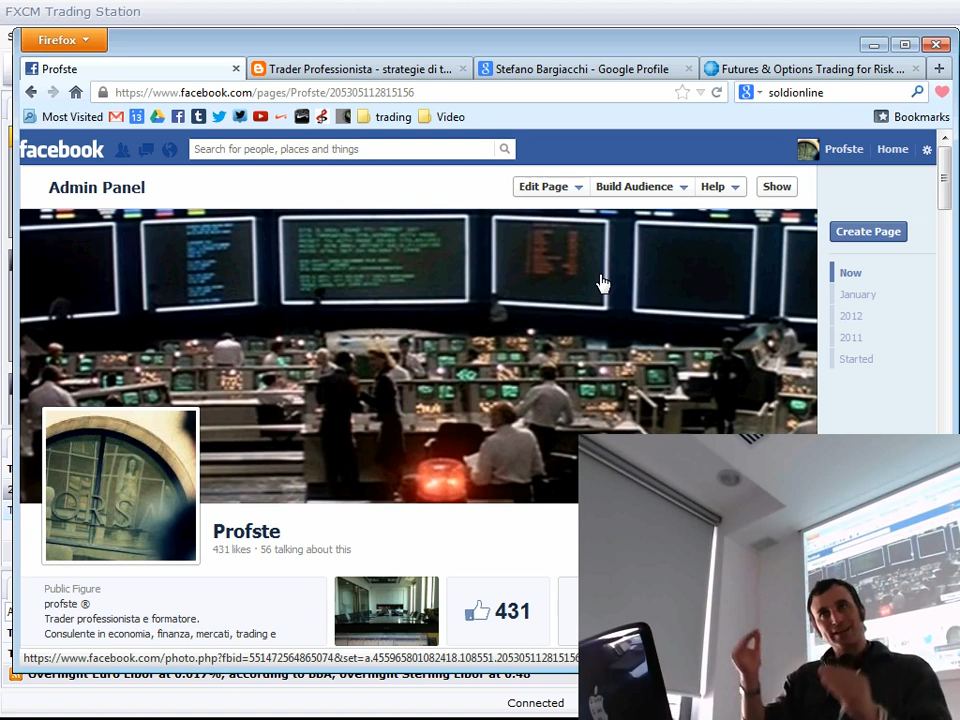 FXCM Trading Station
Firefox
Profste
Trader Professionista - strategie di t...
Stefano Bargiacchi - Google Profile
Futures & Options Trading for Risk ...
https://www.facebook.com/pages/Profste/205305112815156
soldionline
Most Visited
trading
Video
Bookmarks
facebook
Search for people, places and things
Profste
Home
Admin Panel
Edit Page
Build Audience
Help
Show
Create Page
Now
January
2012
2011
Started
Profste
431 likes · 56 talking about this
Public Figure
profste ®
Trader professionista e formatore.
Consulente in economia, finanza, mercati, trading e
431
https://www.facebook.com/photo.php?fbid=551472564865074&set=a.455965801082418.108551.205305112815156
Overnight Euro Libor at 0.017%, according to BBA, overnight Sterling Libor at 0.48
Connected